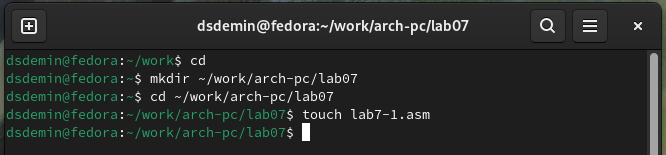 dsdemin@fedora:~/work/arch-pc/lab07
dsdemin@fedora:~/work$ cd
dsdemin@fedora:~$ mkdir ~/work/arch-pc/lab07
dsdemin@fedora:~$ cd ~/work/arch-pc/lab07
dsdemin@fedora:~/work/arch-pc/lab07$ touch lab7-1.asm
dsdemin@fedora:~/work/arch-pc/lab07$